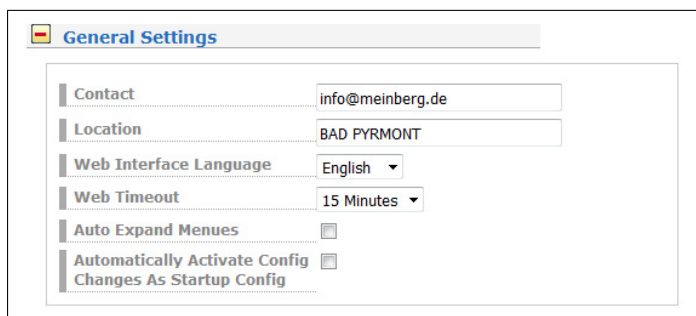 General Settings
Contact
info@meinberg.de
Location
BAD PYRMONT
Web Interface Language
English
Web Timeout
15 Minutes
Auto Expand Menues
Automatically Activate Config
Changes As Startup Config